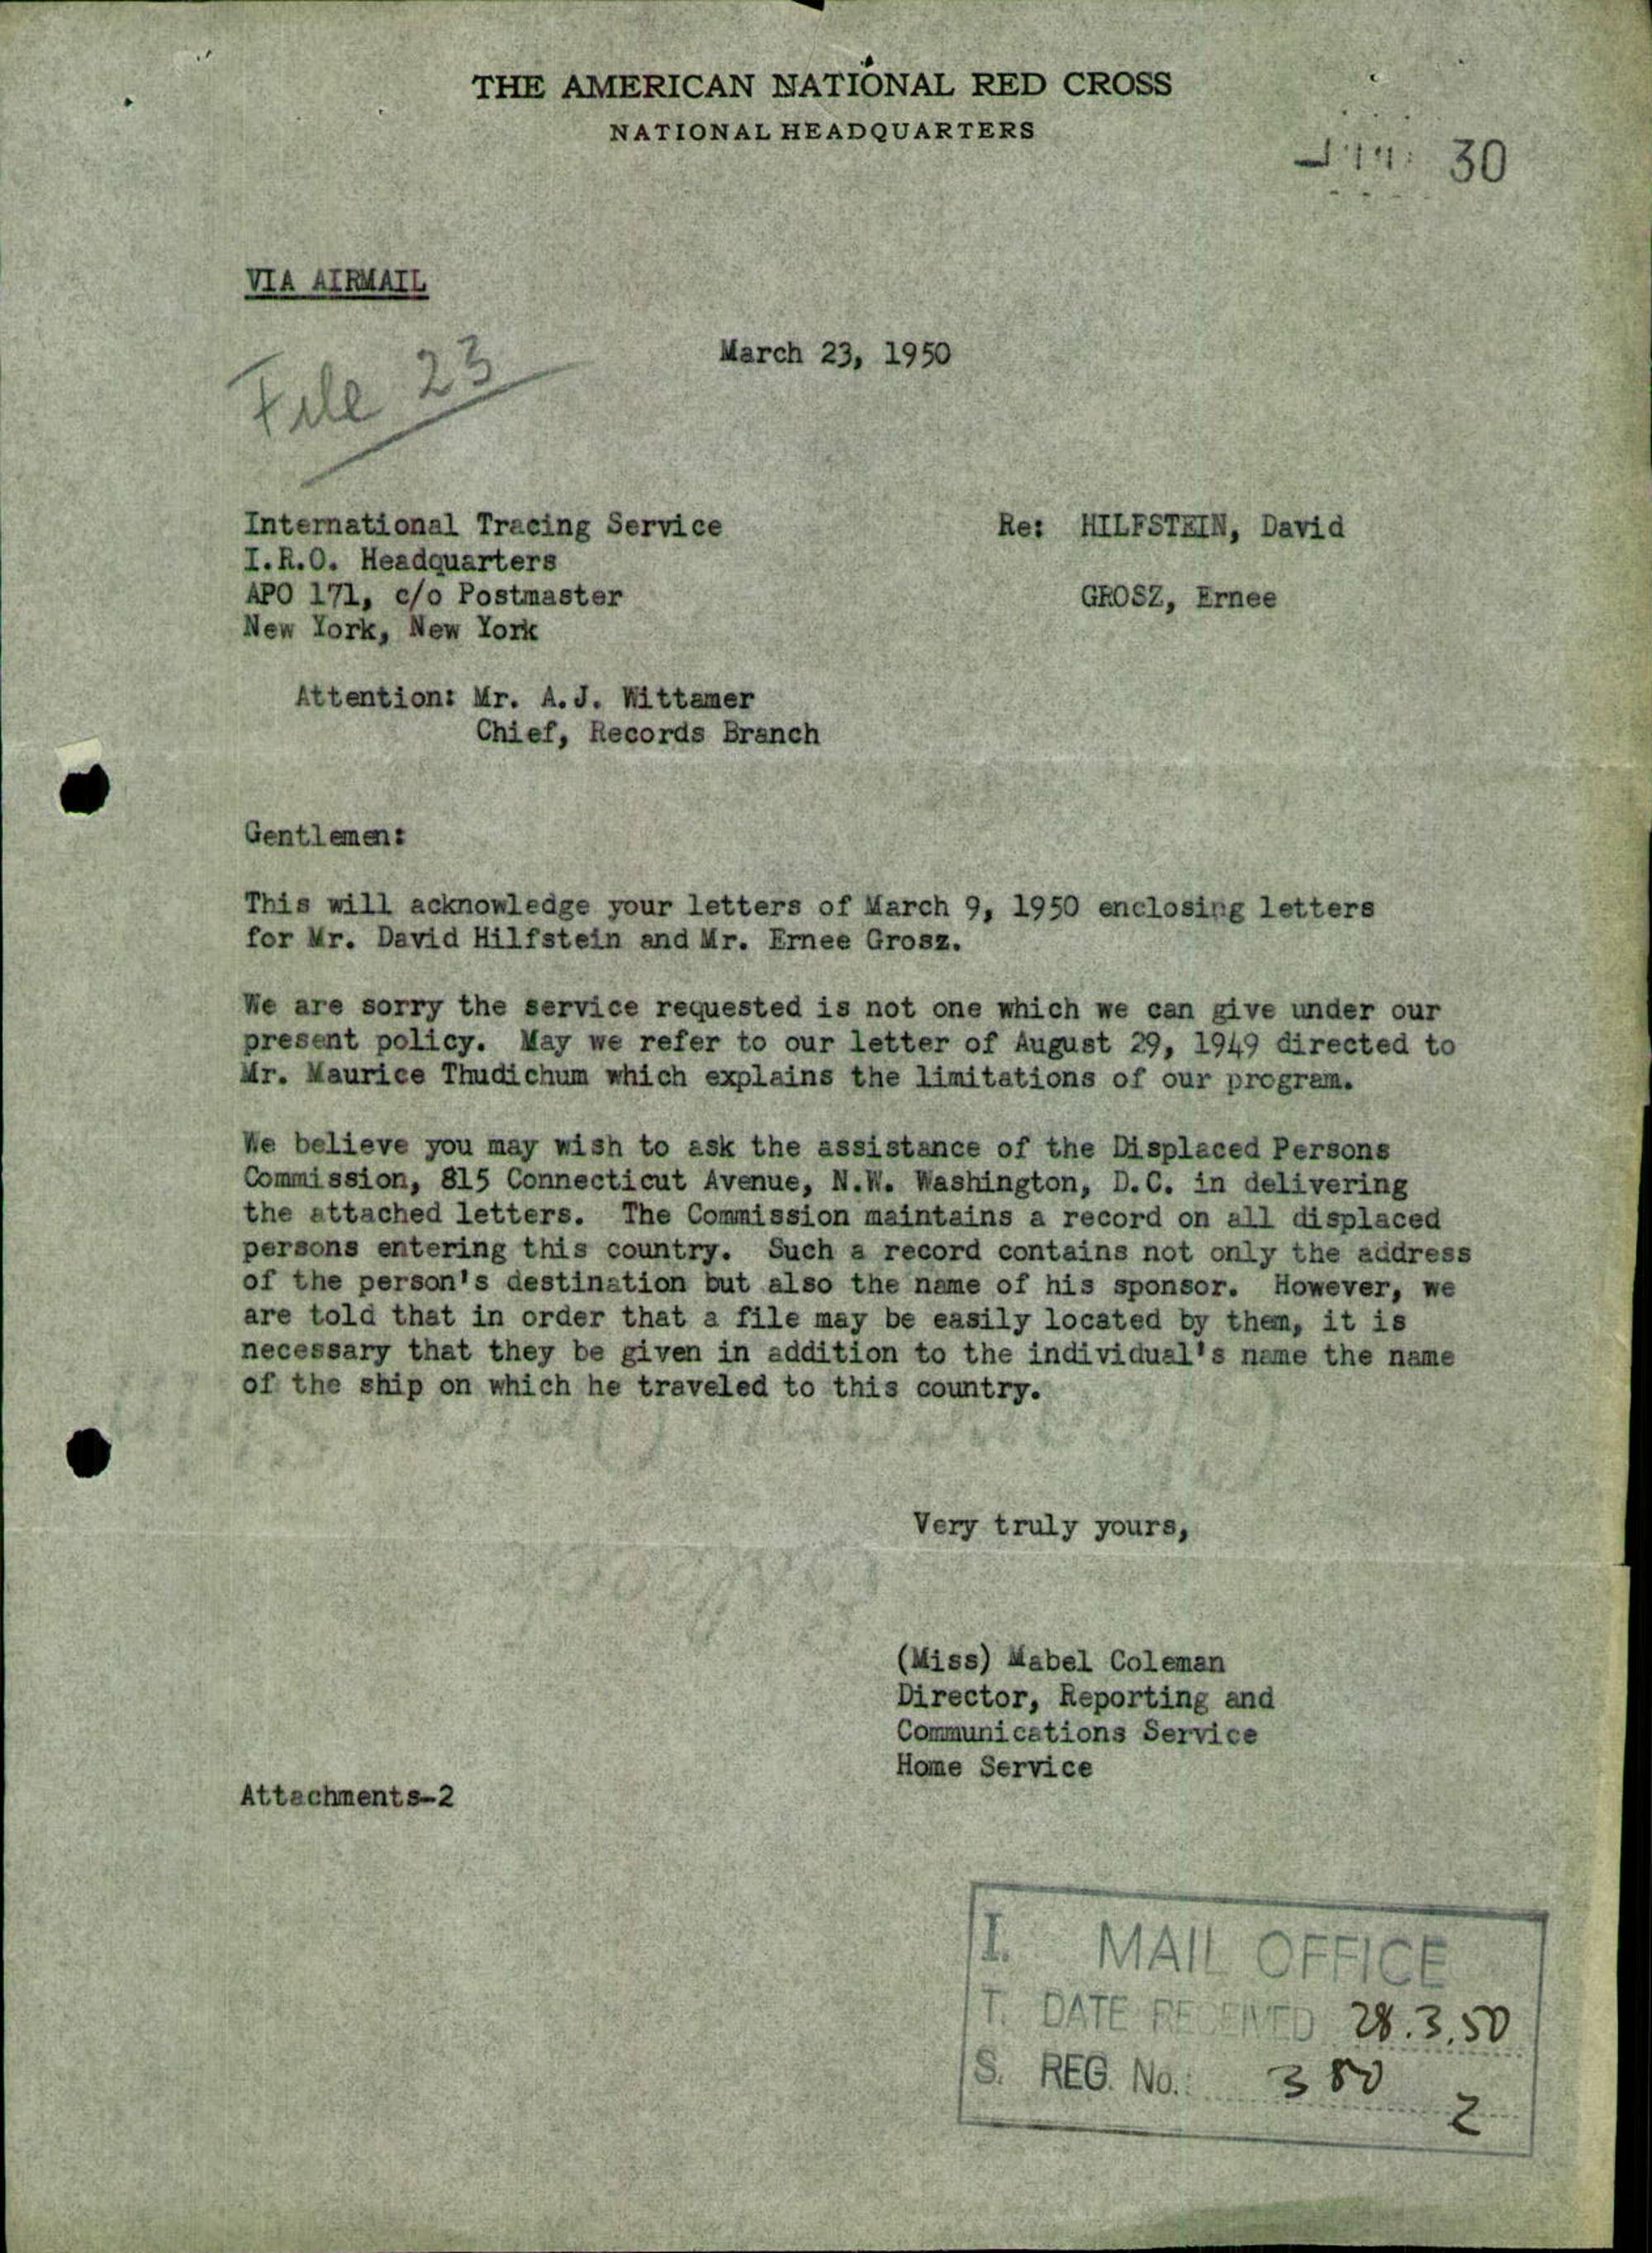 THE AMERICAN NATIONAL RED CROSS
NATIONAL HEADQUARTERS
30
VIA AIRMAIL
March 23, 1950
File 23
International Tracing Service
I.R.O. Headquarters
APO 171, c/o Postmaster
New York, New York
Re: HILFSTEIN, David
GROSZ, Ernee
Attention: Mr. A.J. Wittamer
Chief, Records Branch
Gentlemen:
This will acknowledge your letters of March 9, 1950 enclosing letters
for Mr. David Hilfstein and Mr. Ernee Grosz.
We are sorry the service requested is not one which we can give under our
present policy. May we refer to our letter of August 29, 1949 directed to
Mr. Maurice Thudichum which explains the limitations of our program.
We believe you may wish to ask the assistance of the Displaced Persons
Commission, 815 Connecticut Avenue, N.W. Washington, D.C. in delivering
the attached letters. The Commission maintains a record on all displaced
persons entering this country. Such a record contains not only the address
of the person's destination but also the name of his sponsor. However, we
are told that in order that a file may be easily located by them, it is
necessary that they be given in addition to the individual's name the name
of the ship on which he traveled to this country.
Very truly yours,
(Miss) Mabel Coleman
Director, Reporting and
Communications Service
Home Service
Attachments-2
I. MAIL OFFICE
T. DATE RECEIVED 28.3.50
S. REG. No.: 380
2